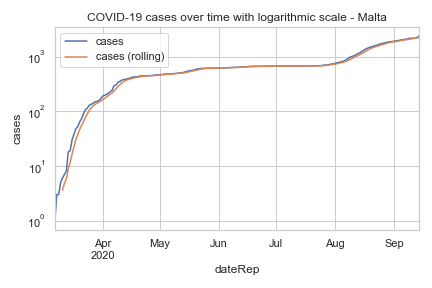 COVID-19 cases over time with logarithmic scale - Malta
cases
cases (rolling)
10³
10²
10¹
10⁰
cases
Apr
2020
May
Jun
Jul
Aug
Sep
dateRep